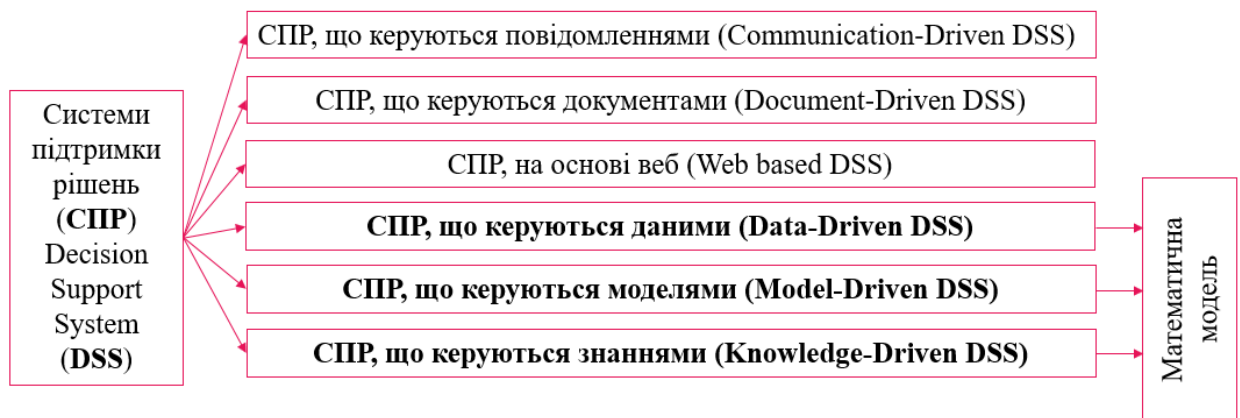 Системи
підтримки
рішень
(СПР)
Decision
Support
System
(DSS)
СПР, що керуються повідомленнями (Communication-Driven DSS)
СПР, що керуються документами (Document-Driven DSS)
СПР, на основі веб (Web based DSS)
СПР, що керуються даними (Data-Driven DSS)
СПР, що керуються моделями (Model-Driven DSS)
СПР, що керуються знаннями (Knowledge-Driven DSS)
Математична
модель